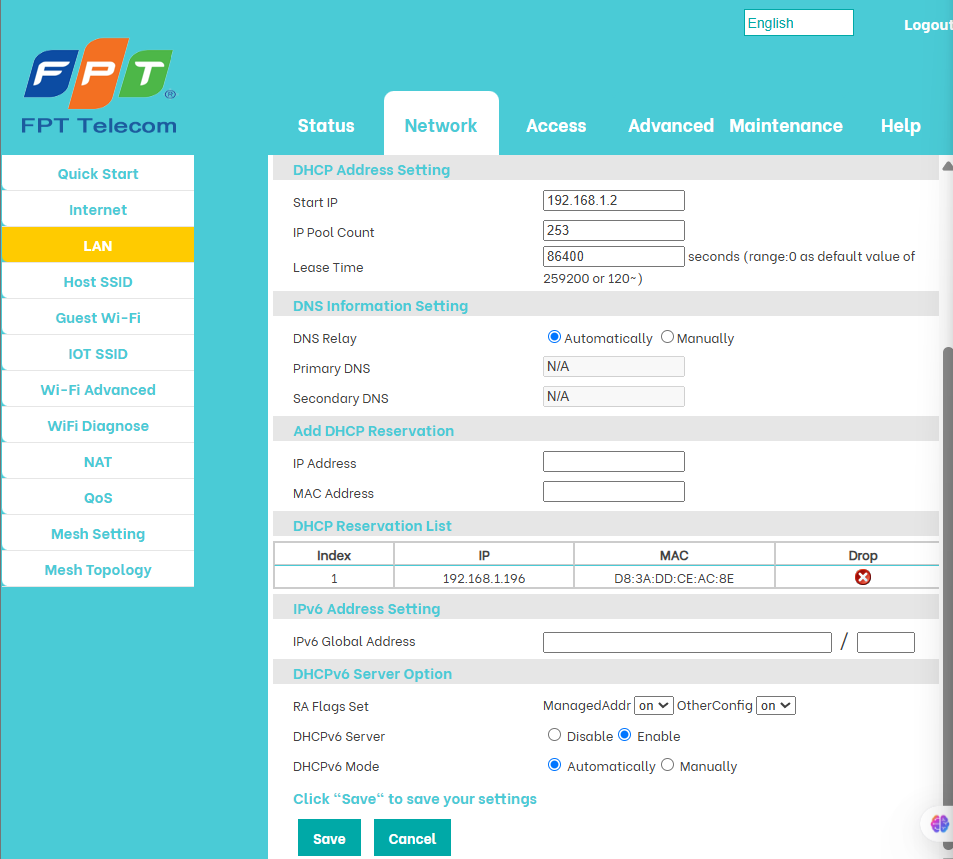 English
Logout
FPT®
FPT Telecom
Status Network Access Advanced Maintenance Help
Quick Start
Internet
LAN
Host SSID
Guest Wi-Fi
IOT SSID
Wi-Fi Advanced
WiFi Diagnose
NAT
QoS
Mesh Setting
Mesh Topology
DHCP Address Setting
Start IP 192.168.1.2
IP Pool Count 253
Lease Time 86400 seconds (range:0 as default value of
259200 or 120~)
DNS Information Setting
DNS Relay Automatically Manually
Primary DNS N/A
Secondary DNS N/A
Add DHCP Reservation
IP Address
MAC Address
DHCP Reservation List
Index IP MAC Drop
1 192.168.1.196 D8:3A:DD:CE:AC:8E
IPv6 Address Setting
IPv6 Global Address /
DHCPv6 Server Option
RA Flags Set ManagedAddr on OtherConfig on
DHCPv6 Server Disable Enable
DHCPv6 Mode Automatically Manually
Click "Save" to save your settings
Save Cancel